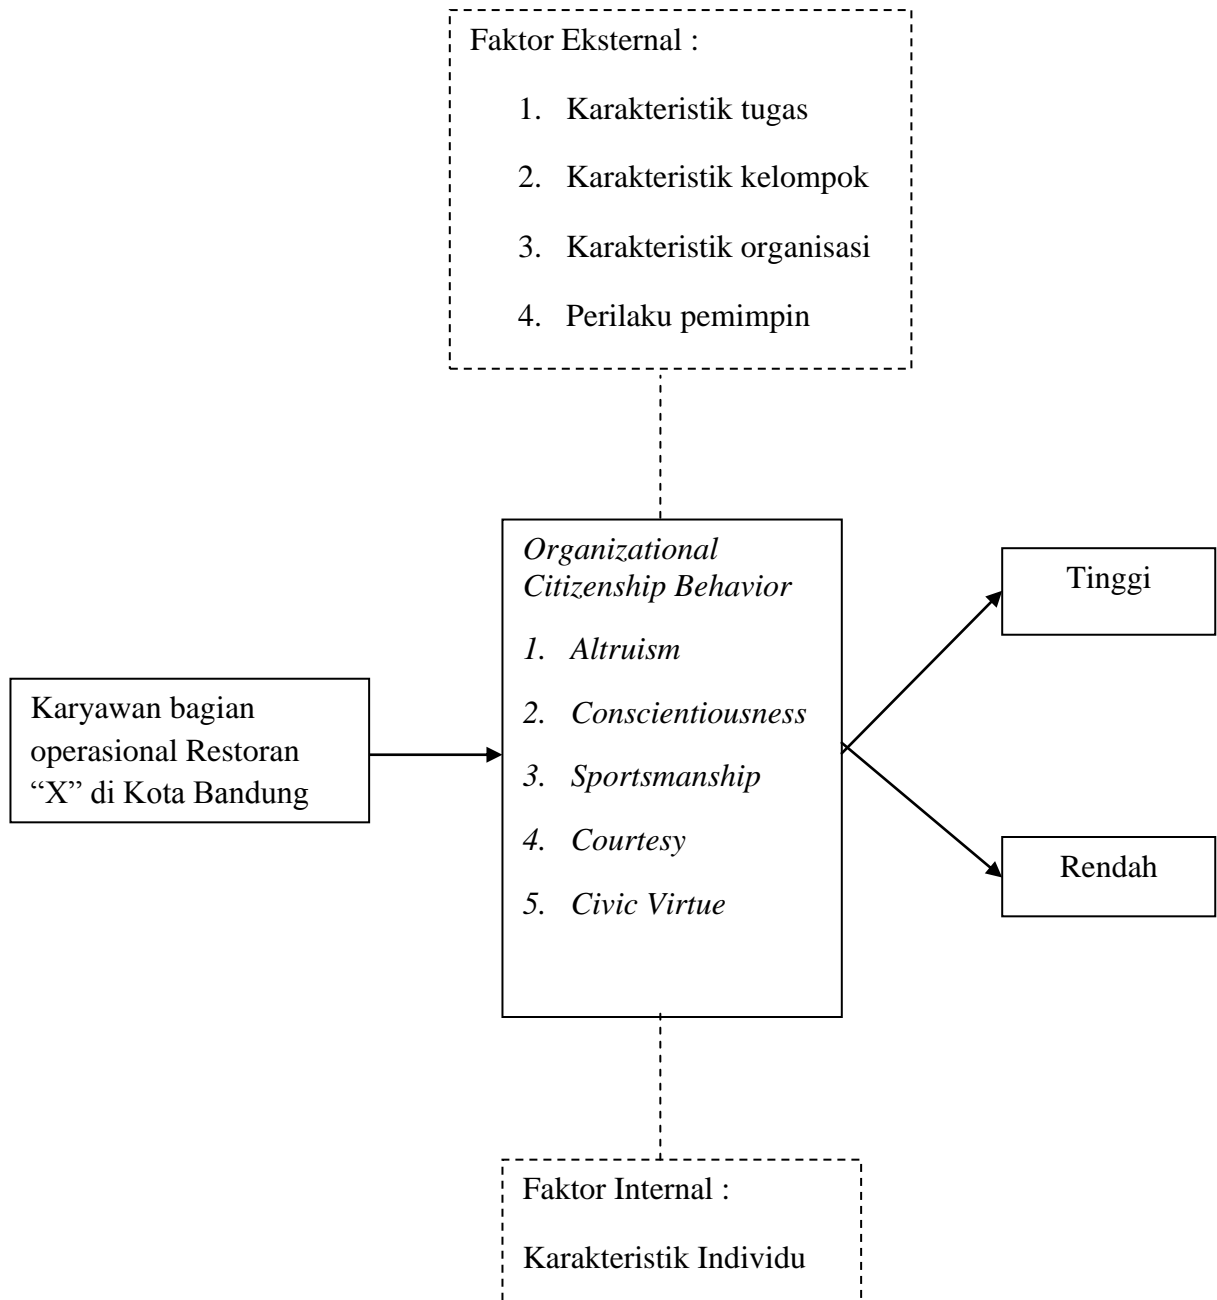 Faktor Eksternal :
1. Karakteristik tugas
2. Karakteristik kelompok
3. Karakteristik organisasi
4. Perilaku pemimpin
Organizational
Citizenship Behavior
1. Altruism
2. Conscientiousness
3. Sportsmanship
4. Courtesy
5. Civic Virtue
Karyawan bagian
operasional Restoran
“X” di Kota Bandung
Tinggi
Rendah
Faktor Internal :
Karakteristik Individu